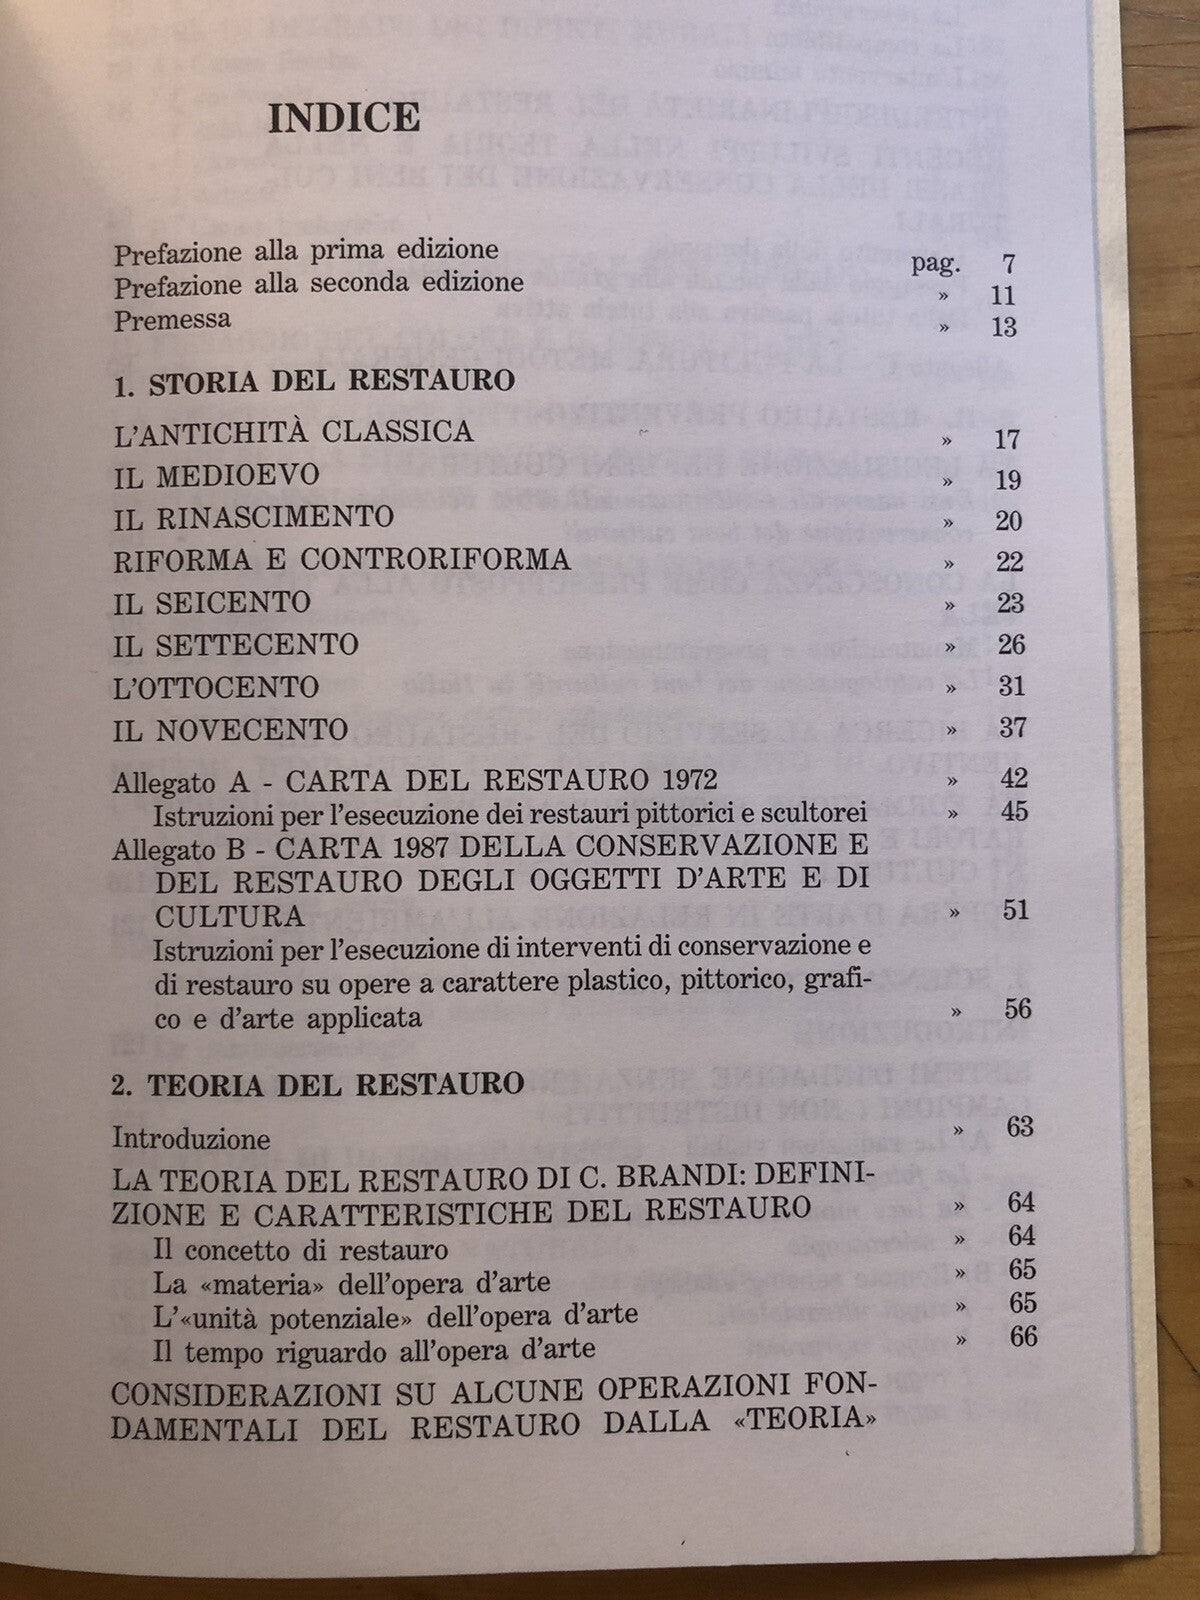 INDICE
Prefazione alla prima edizione pag. 7
Prefazione alla seconda edizione » 11
Premessa » 13
1. STORIA DEL RESTAURO
L'ANTICHITÀ CLASSICA » 17
IL MEDIOEVO » 19
IL RINASCIMENTO » 20
RIFORMA E CONTRORIFORMA » 22
IL SEICENTO » 23
IL SETTECENTO » 26
L'OTTOCENTO » 31
IL NOVECENTO » 37
Allegato A - CARTA DEL RESTAURO 1972 » 42
Istruzioni per l'esecuzione dei restauri pittorici e scultorei » 45
Allegato B - CARTA 1987 DELLA CONSERVAZIONE E
DEL RESTAURO DEGLI OGGETTI D'ARTE E DI
CULTURA » 51
Istruzioni per l'esecuzione di interventi di conservazione e
di restauro su opere a carattere plastico, pittorico, grafi-
co e d'arte applicata » 56
2. TEORIA DEL RESTAURO
Introduzione » 63
LA TEORIA DEL RESTAURO DI C. BRANDI: DEFINI-
ZIONE E CARATTERISTICHE DEL RESTAURO » 64
Il concetto di restauro » 64
La «materia» dell'opera d'arte » 65
L'«unità potenziale» dell'opera d'arte » 65
Il tempo riguardo all'opera d'arte » 66
CONSIDERAZIONI SU ALCUNE OPERAZIONI FON-
DAMENTALI DEL RESTAURO DALLA «TEORIA»